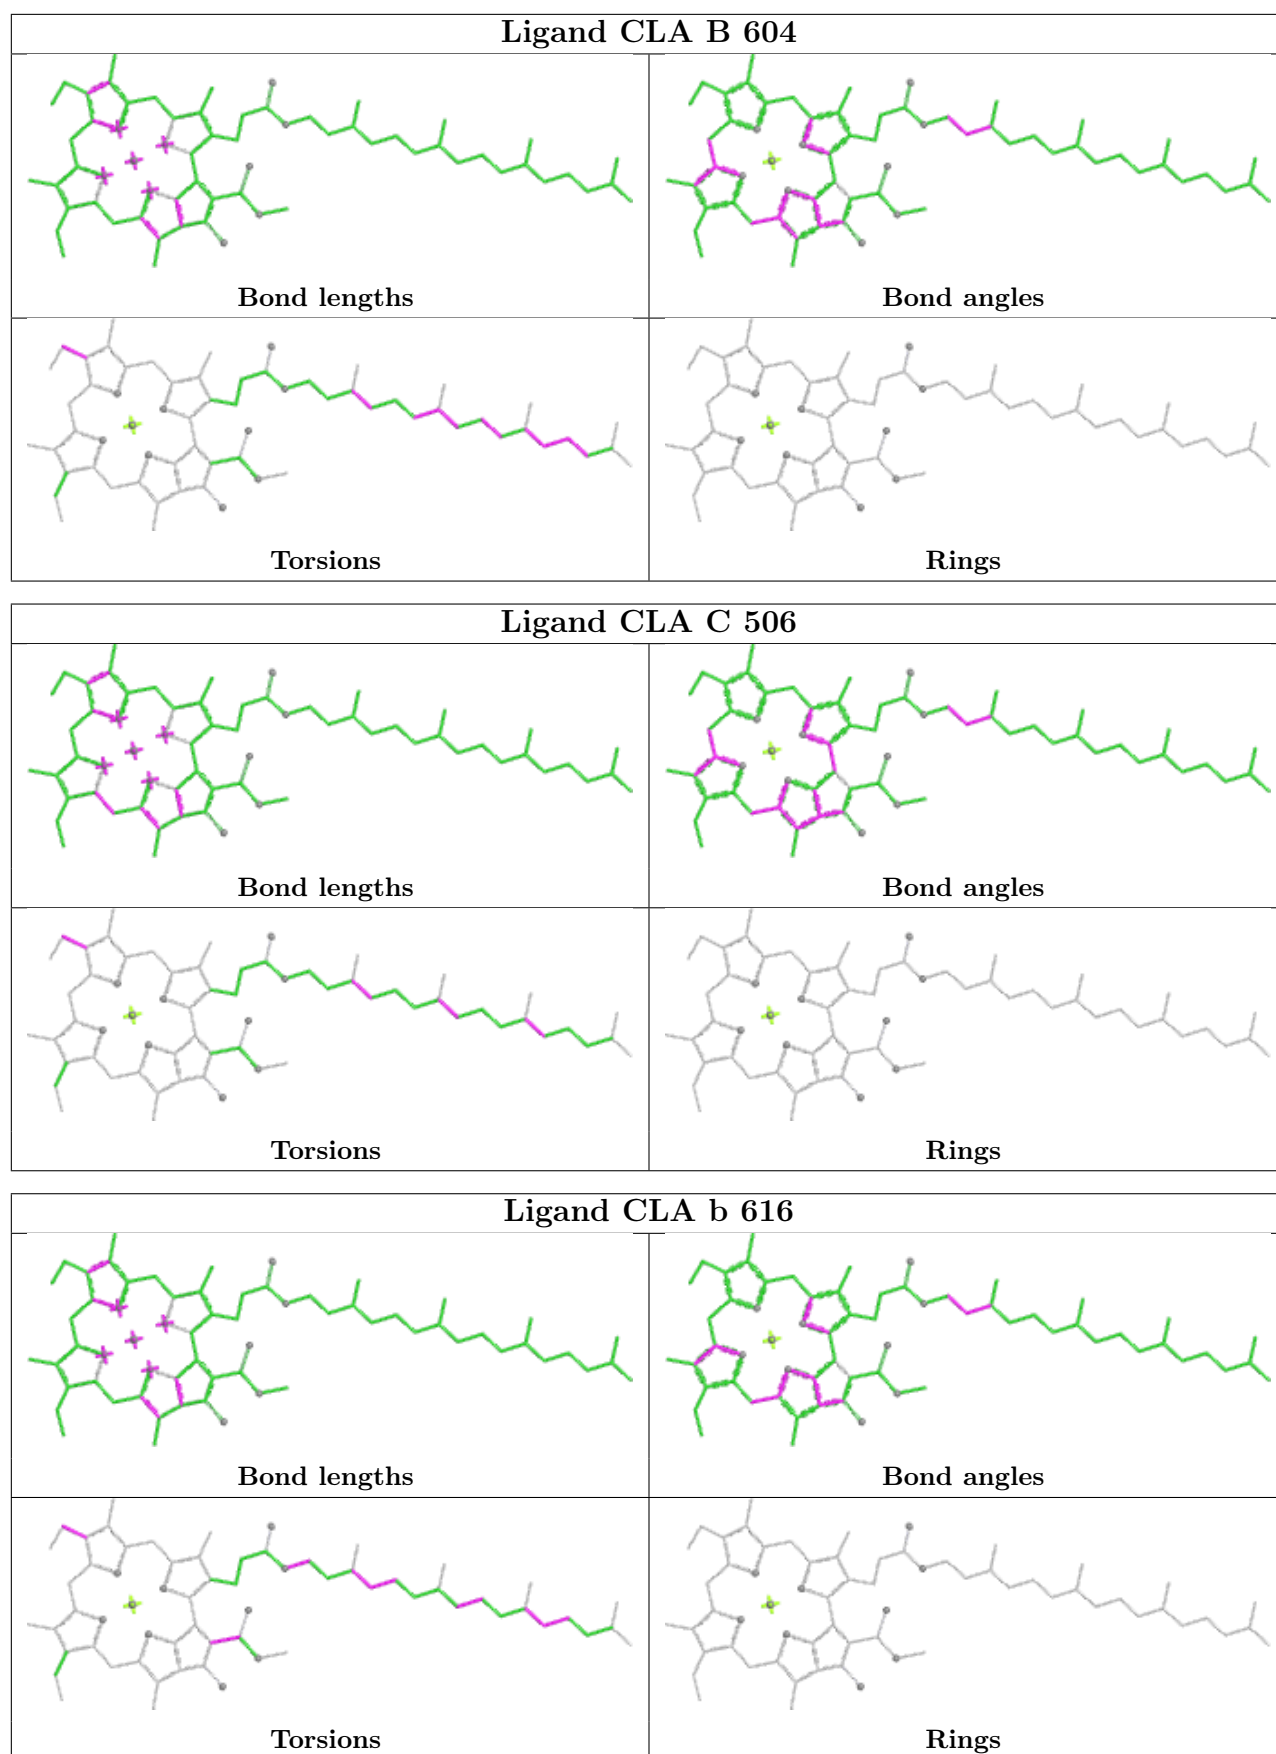 Ligand CLA B 604
Bond lengths
Bond angles
Torsions
Rings
Ligand CLA C 506
Bond lengths
Bond angles
Torsions
Rings
Ligand CLA b 616
Bond lengths
Bond angles
Torsions
Rings